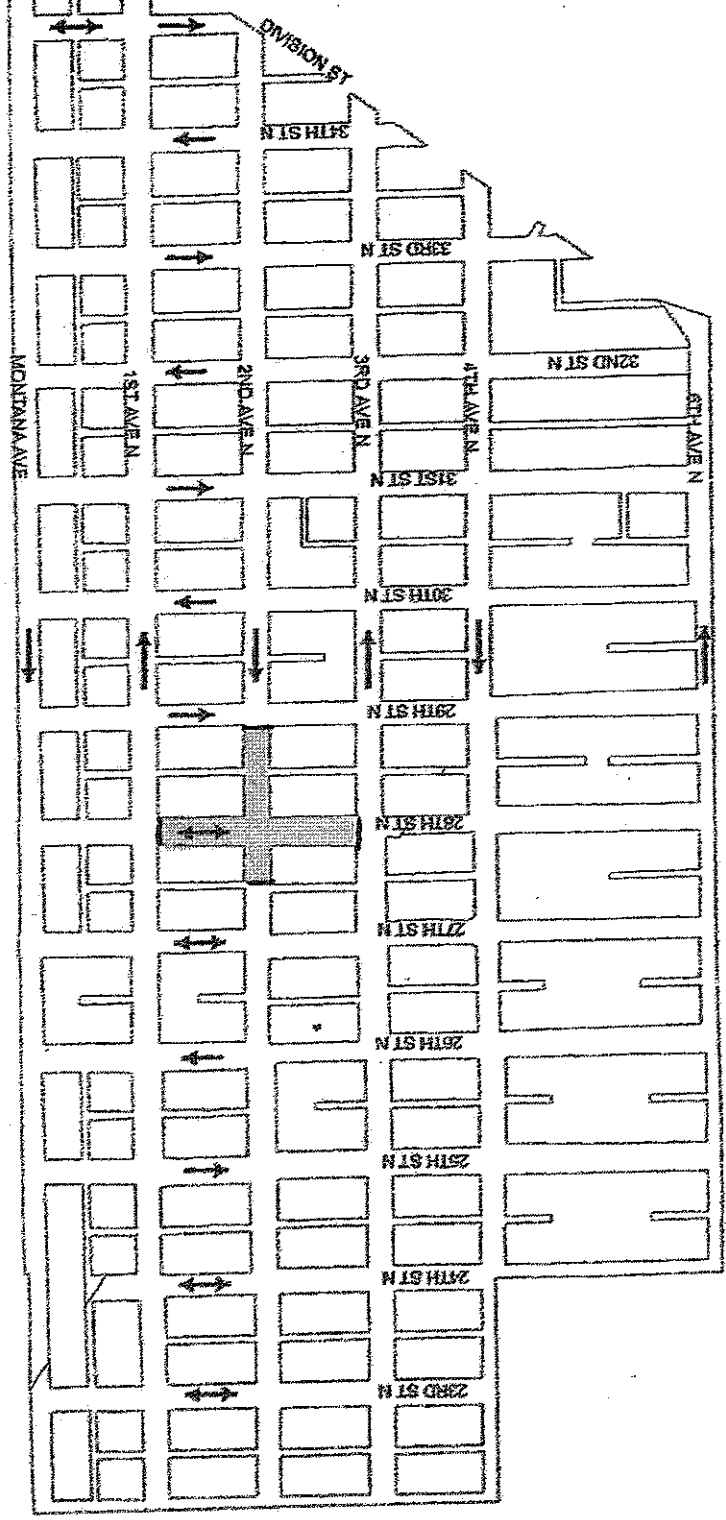 DIVISION ST
34TH ST N
33RD ST N
32ND ST N
MONTANA AVE
1ST AVE N
2ND AVE N
3RD AVE N
4TH AVE N
6TH AVE N
31ST ST N
30TH ST N
29TH ST N
28TH ST N
27TH ST N
26TH ST N
25TH ST N
24TH ST N
23RD ST N